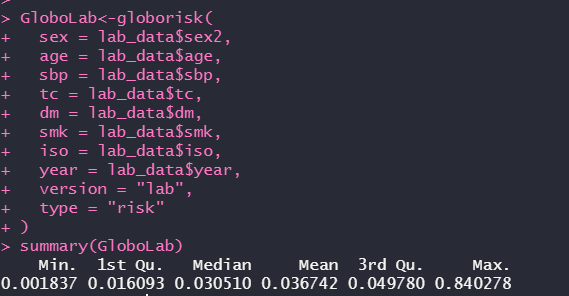 >
> GloboLab<-globorisk(
+   sex = lab_data$sex2,
+   age = lab_data$age,
+   sbp = lab_data$sbp,
+   tc = lab_data$tc,
+   dm = lab_data$dm,
+   smk = lab_data$smk,
+   iso = lab_data$iso,
+   year = lab_data$year,
+   version = "lab",
+   type = "risk"
+ )
> summary(GloboLab)
    Min.  1st Qu.   Median     Mean  3rd Qu.     Max.
0.001837 0.016093 0.030510 0.036742 0.049780 0.840278